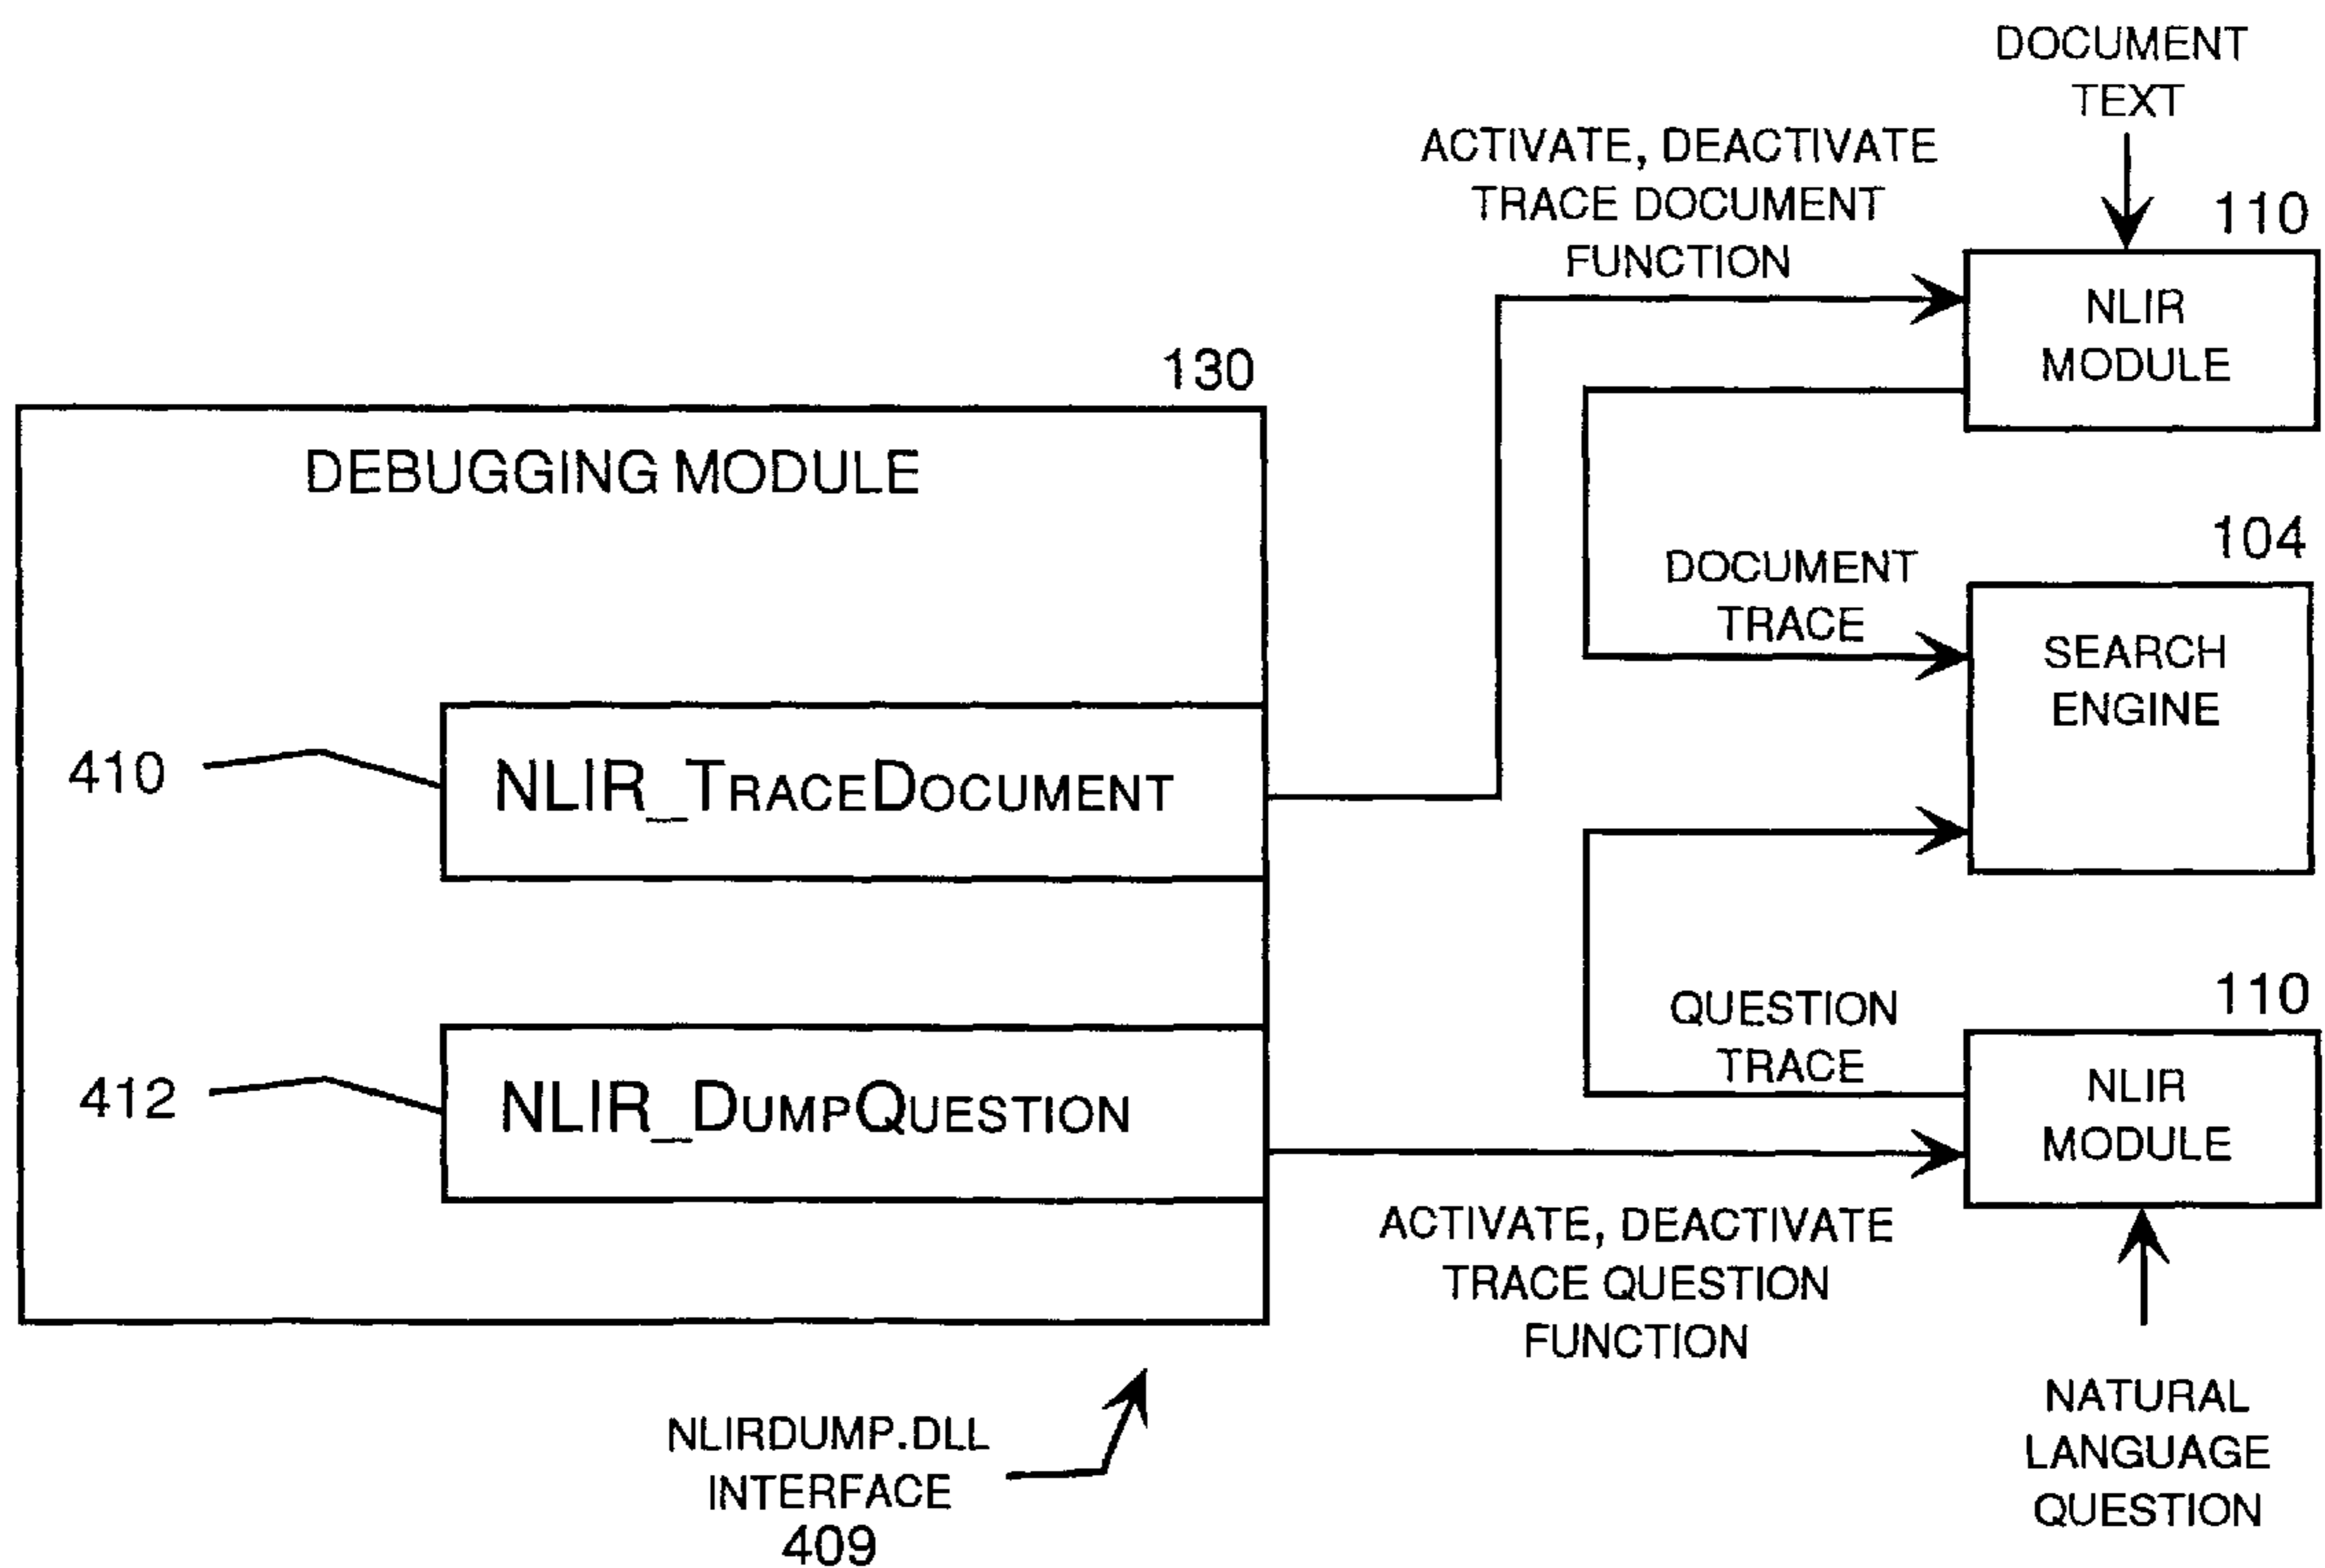 DOCUMENT
TEXT
ACTIVATE, DEACTIVATE
TRACE DOCUMENT
FUNCTION
110
NLIR
MODULE
130
DEBUGGING MODULE
104
DOCUMENT
TRACE
SEARCH
ENGINE
410
NLIR_TRACEDOCUMENT
110
QUESTION
TRACE
NLIR
MODULE
412
NLIR_DUMPQUESTION
ACTIVATE, DEACTIVATE
TRACE QUESTION
FUNCTION
NATURAL
LANGUAGE
QUESTION
NLIRDUMP.DLL
INTERFACE
409